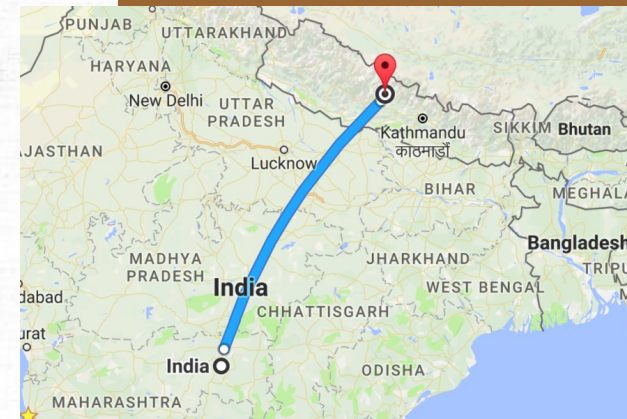 PUNJAB
UTTARAKHAND
HARYANA
New Delhi
UTTAR
PRADESH
Kathmandu
काठमाडौं
SIKKIM
Bhutan
AJASTHAN
Lucknow
BIHAR
MEGHALA
Bangladesh
MADHYA
PRADESH
JHARKHAND
TRIPU
WEST BENGAL
India
dabad
CHHATTISGARH
urat
India
ODISHA
MAHARASHTRA